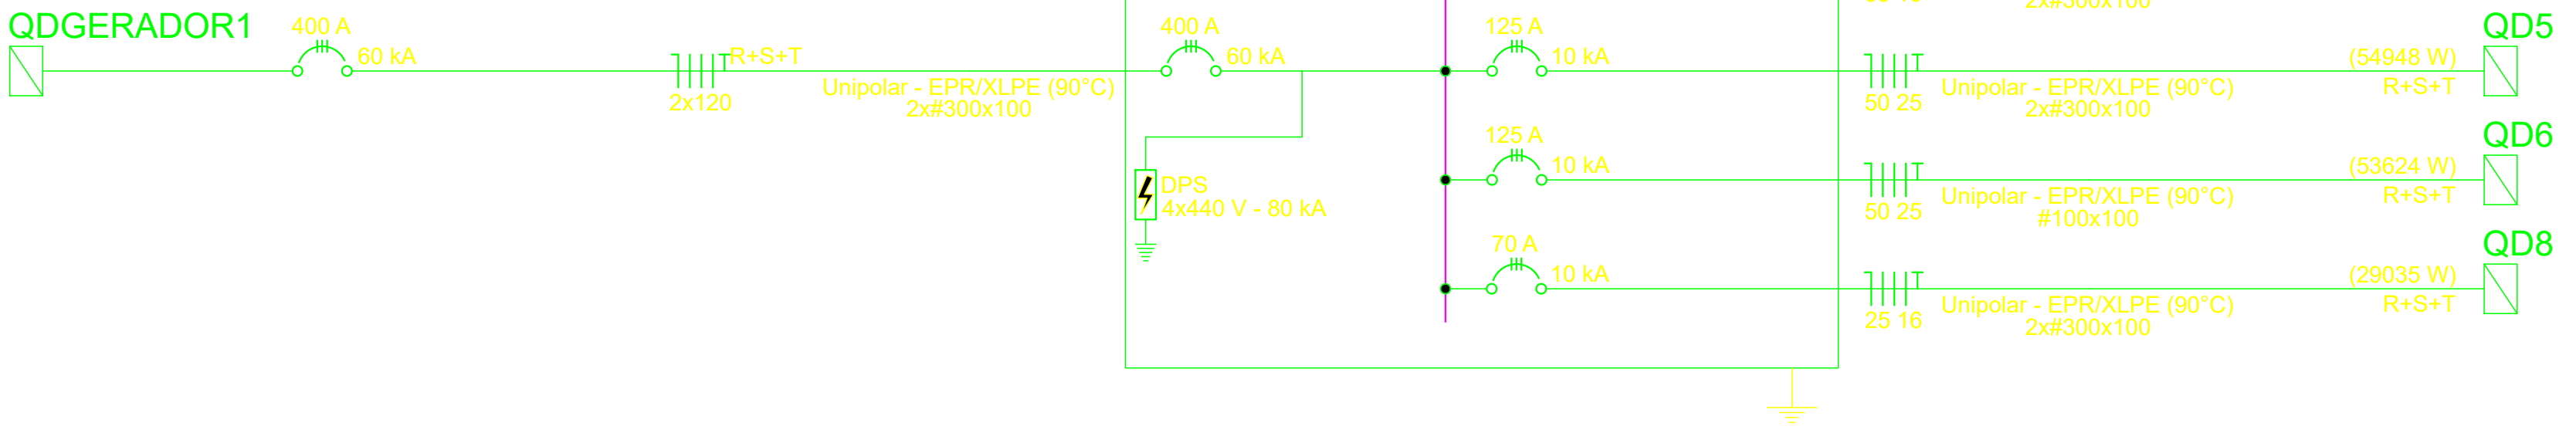 2x#300x100
QDGERADOR1
400 A
60 kA
R+S+T
2x120
Unipolar - EPR/XLPE (90°C)
2x#300x100
400 A
60 kA
DPS
4x440 V - 80 kA
125 A
10 kA
50 25
Unipolar - EPR/XLPE (90°C)
2x#300x100
(54948 W)
R+S+T
QD5
125 A
10 kA
50 25
Unipolar - EPR/XLPE (90°C)
#100x100
(53624 W)
R+S+T
QD6
70 A
10 kA
25 16
Unipolar - EPR/XLPE (90°C)
2x#300x100
(29035 W)
R+S+T
QD8